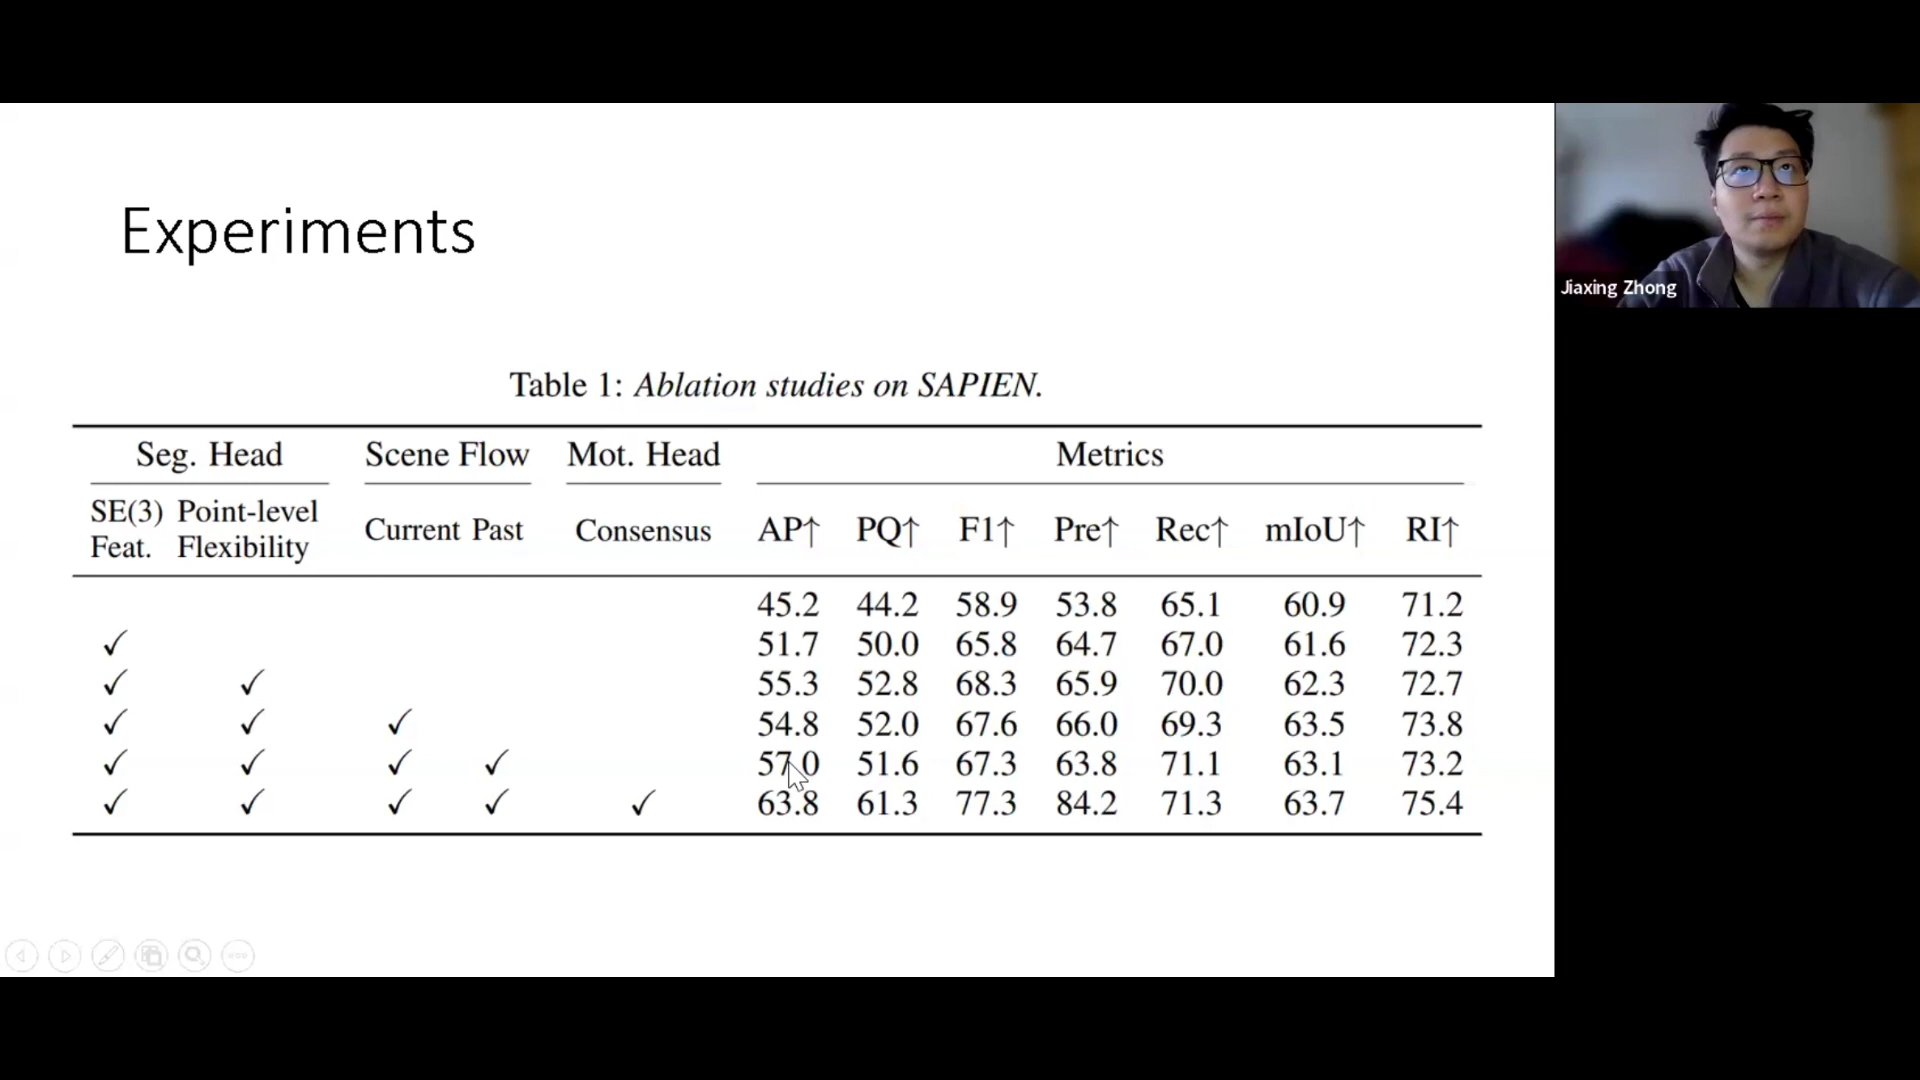 Experiments
Jiaxing Zhong
Table 1: Ablation studies on SAPIEN.
Seg. Head Scene Flow Mot. Head Metrics
SE(3) Feat. Point-level Flexibility Current Past Consensus AP↑ PQ↑ F1↑ Pre↑ Rec↑ mIoU↑ RI↑
45.2 44.2 58.9 53.8 65.1 60.9 71.2
✓ 51.7 50.0 65.8 64.7 67.0 61.6 72.3
✓ ✓ 55.3 52.8 68.3 65.9 70.0 62.3 72.7
✓ ✓ ✓ 54.8 52.0 67.6 66.0 69.3 63.5 73.8
✓ ✓ ✓ ✓ 57.0 51.6 67.3 63.8 71.1 63.1 73.2
✓ ✓ ✓ ✓ ✓ 63.8 61.3 77.3 84.2 71.3 63.7 75.4